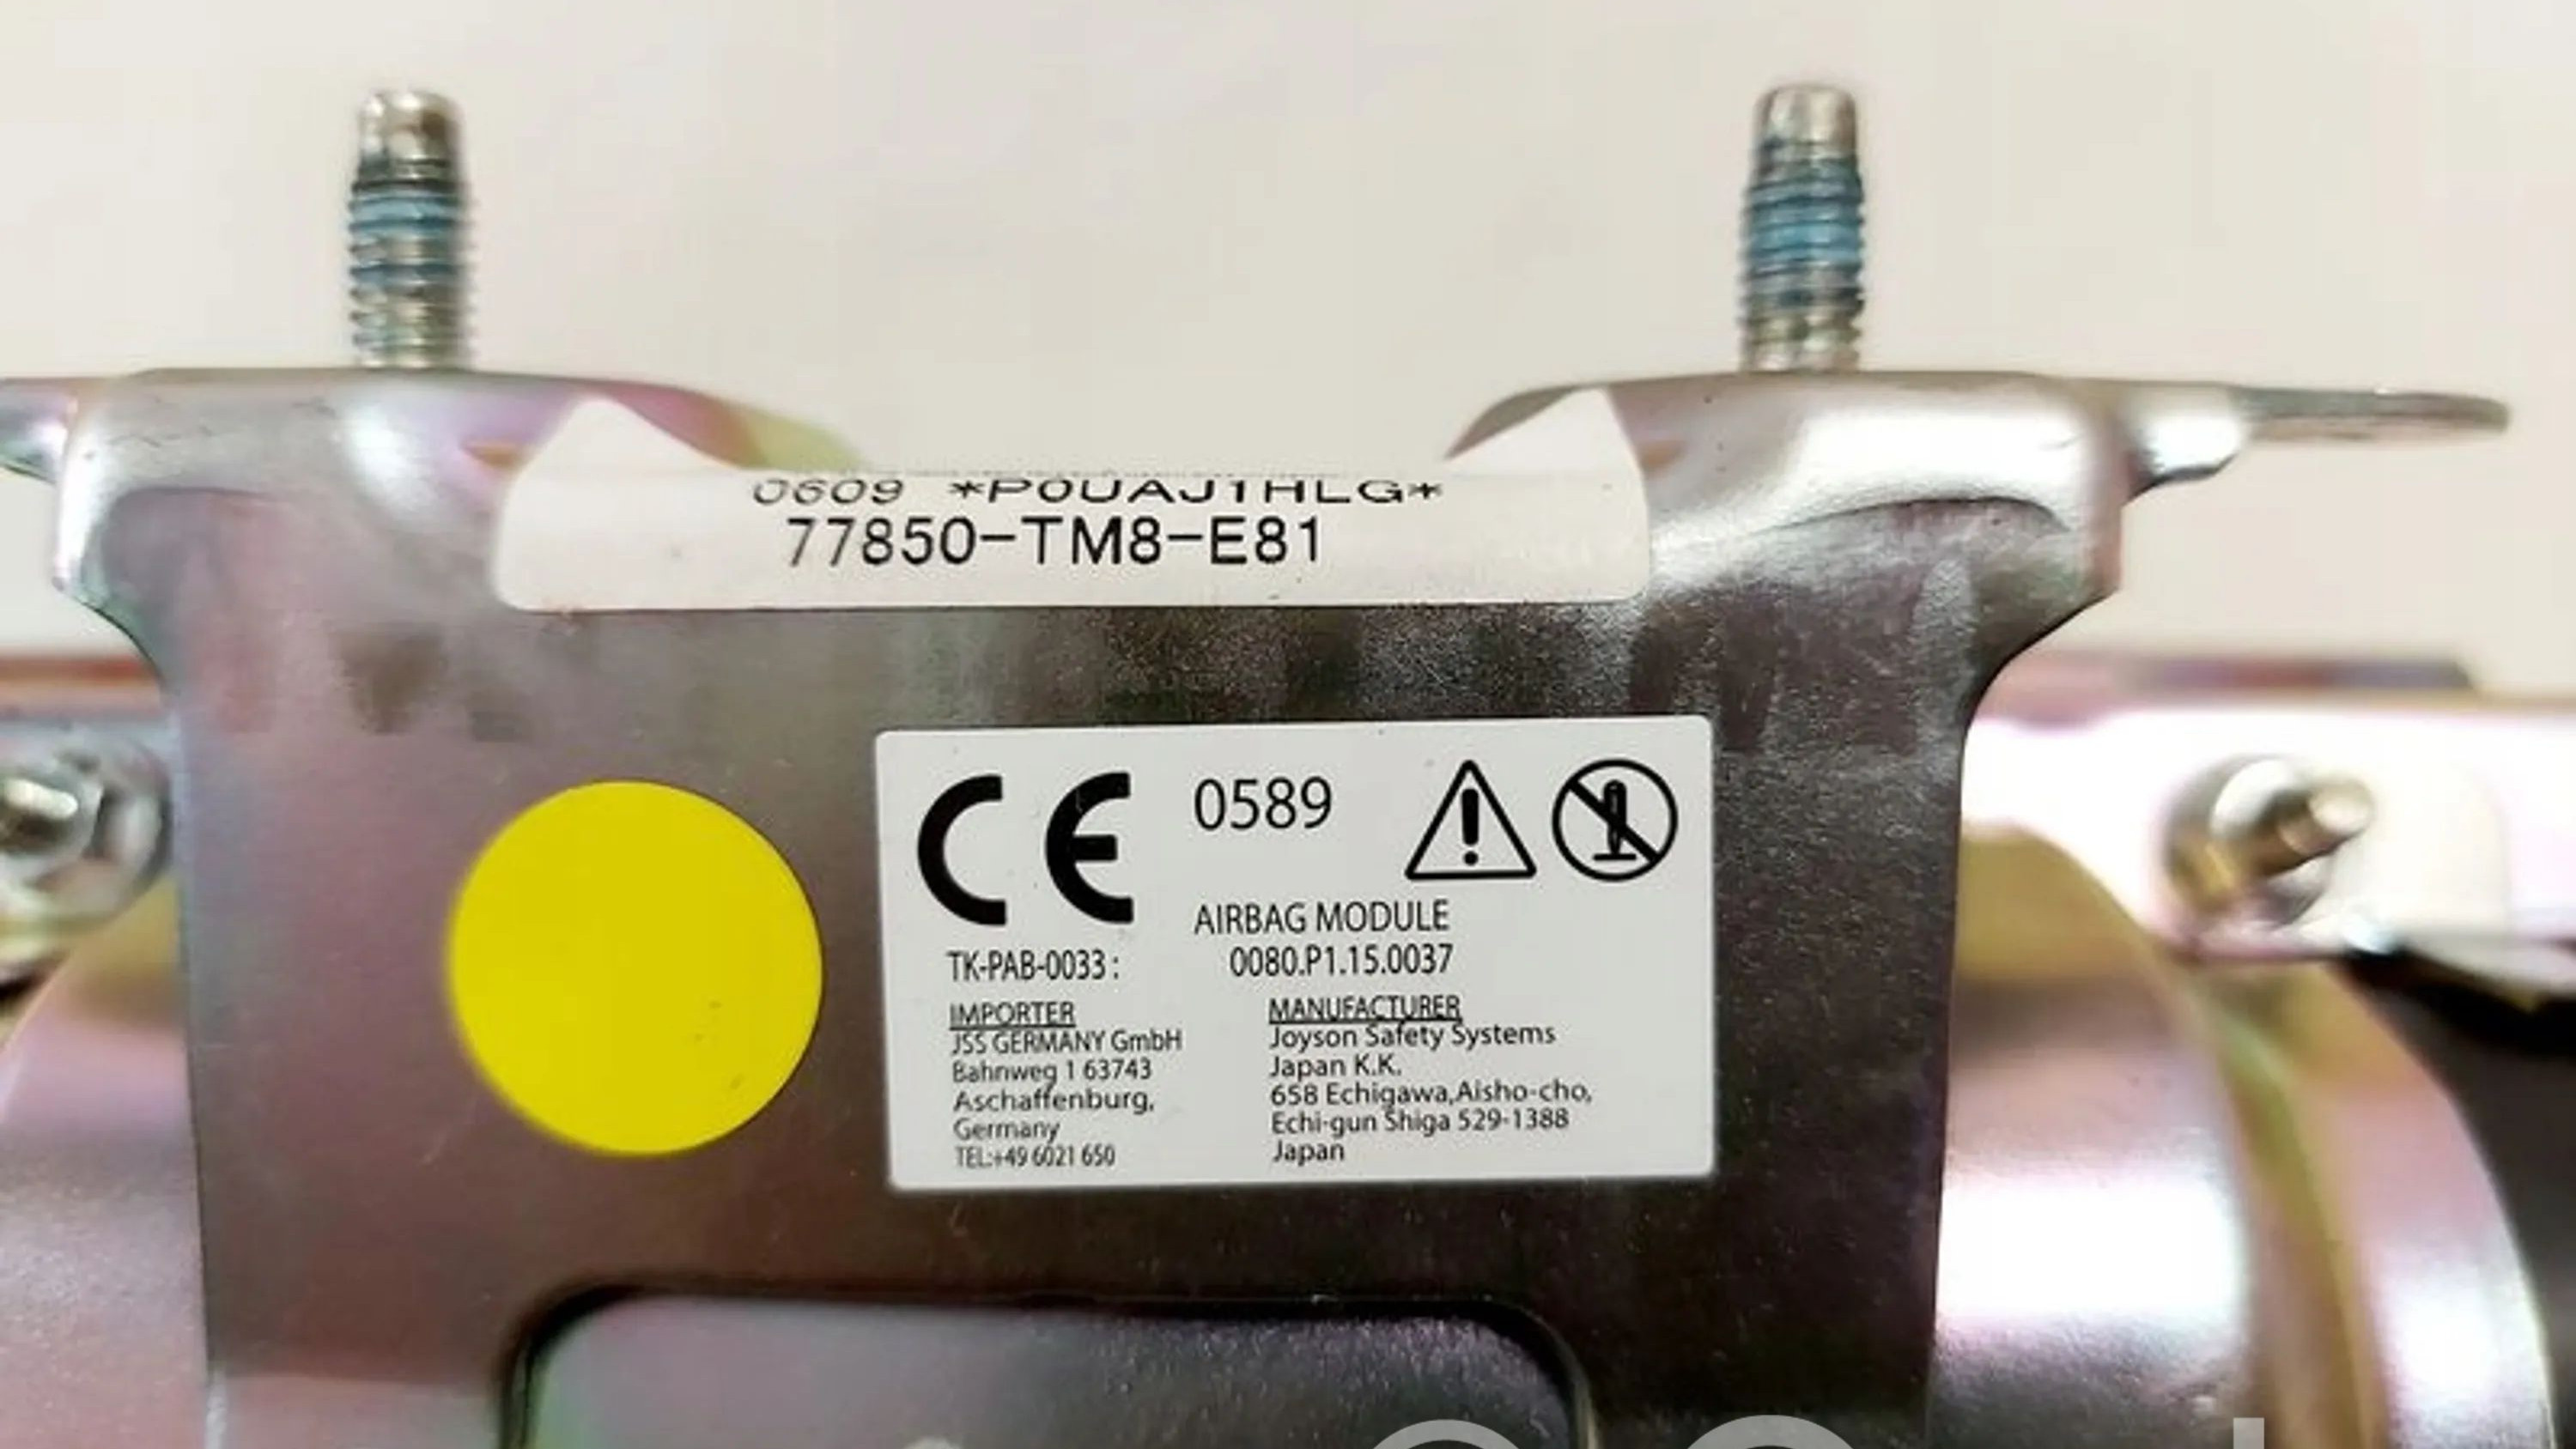 0609 *P0UAJ1HLG*
77850-TM8-E81
CE 0589
AIRBAG MODULE
TK-PAB-0033: 0080.P1.15.0037
IMPORTER
JSS GERMANY GmbH
Bahnweg 1 63743
Aschaffenburg,
Germany
TEL:+49 6021 650
MANUFACTURER
Joyson Safety Systems
Japan K.K.
658 Echigawa,Aisho-cho,
Echi-gun Shiga 529-1388
Japan